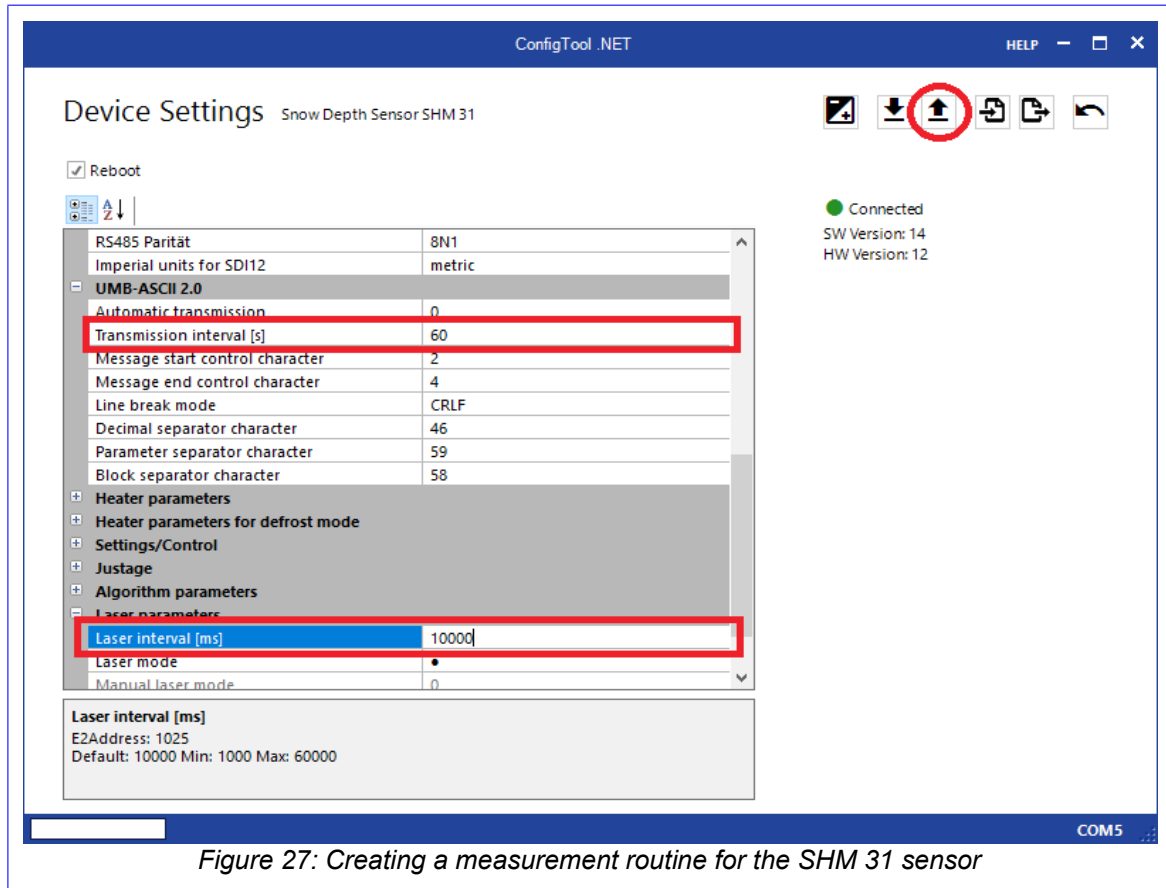 ConfigTool .NET
HELP
Device Settings Snow Depth Sensor SHM 31
Reboot
Connected
SW Version: 14
HW Version: 12
RS485 Parität 8N1
Imperial units for SDI12 metric
UMB-ASCII 2.0
Automatic transmission 0
Transmission interval [s] 60
Message start control character 2
Message end control character 4
Line break mode CRLF
Decimal separator character 46
Parameter separator character 59
Block separator character 58
Heater parameters
Heater parameters for defrost mode
Settings/Control
Justage
Algorithm parameters
Laser parameters
Laser interval [ms] 10000
Laser mode •
Manual laser mode 0
Laser interval [ms]
E2Address: 1025
Default: 10000 Min: 1000 Max: 60000
COM5
Figure 27: Creating a measurement routine for the SHM 31 sensor